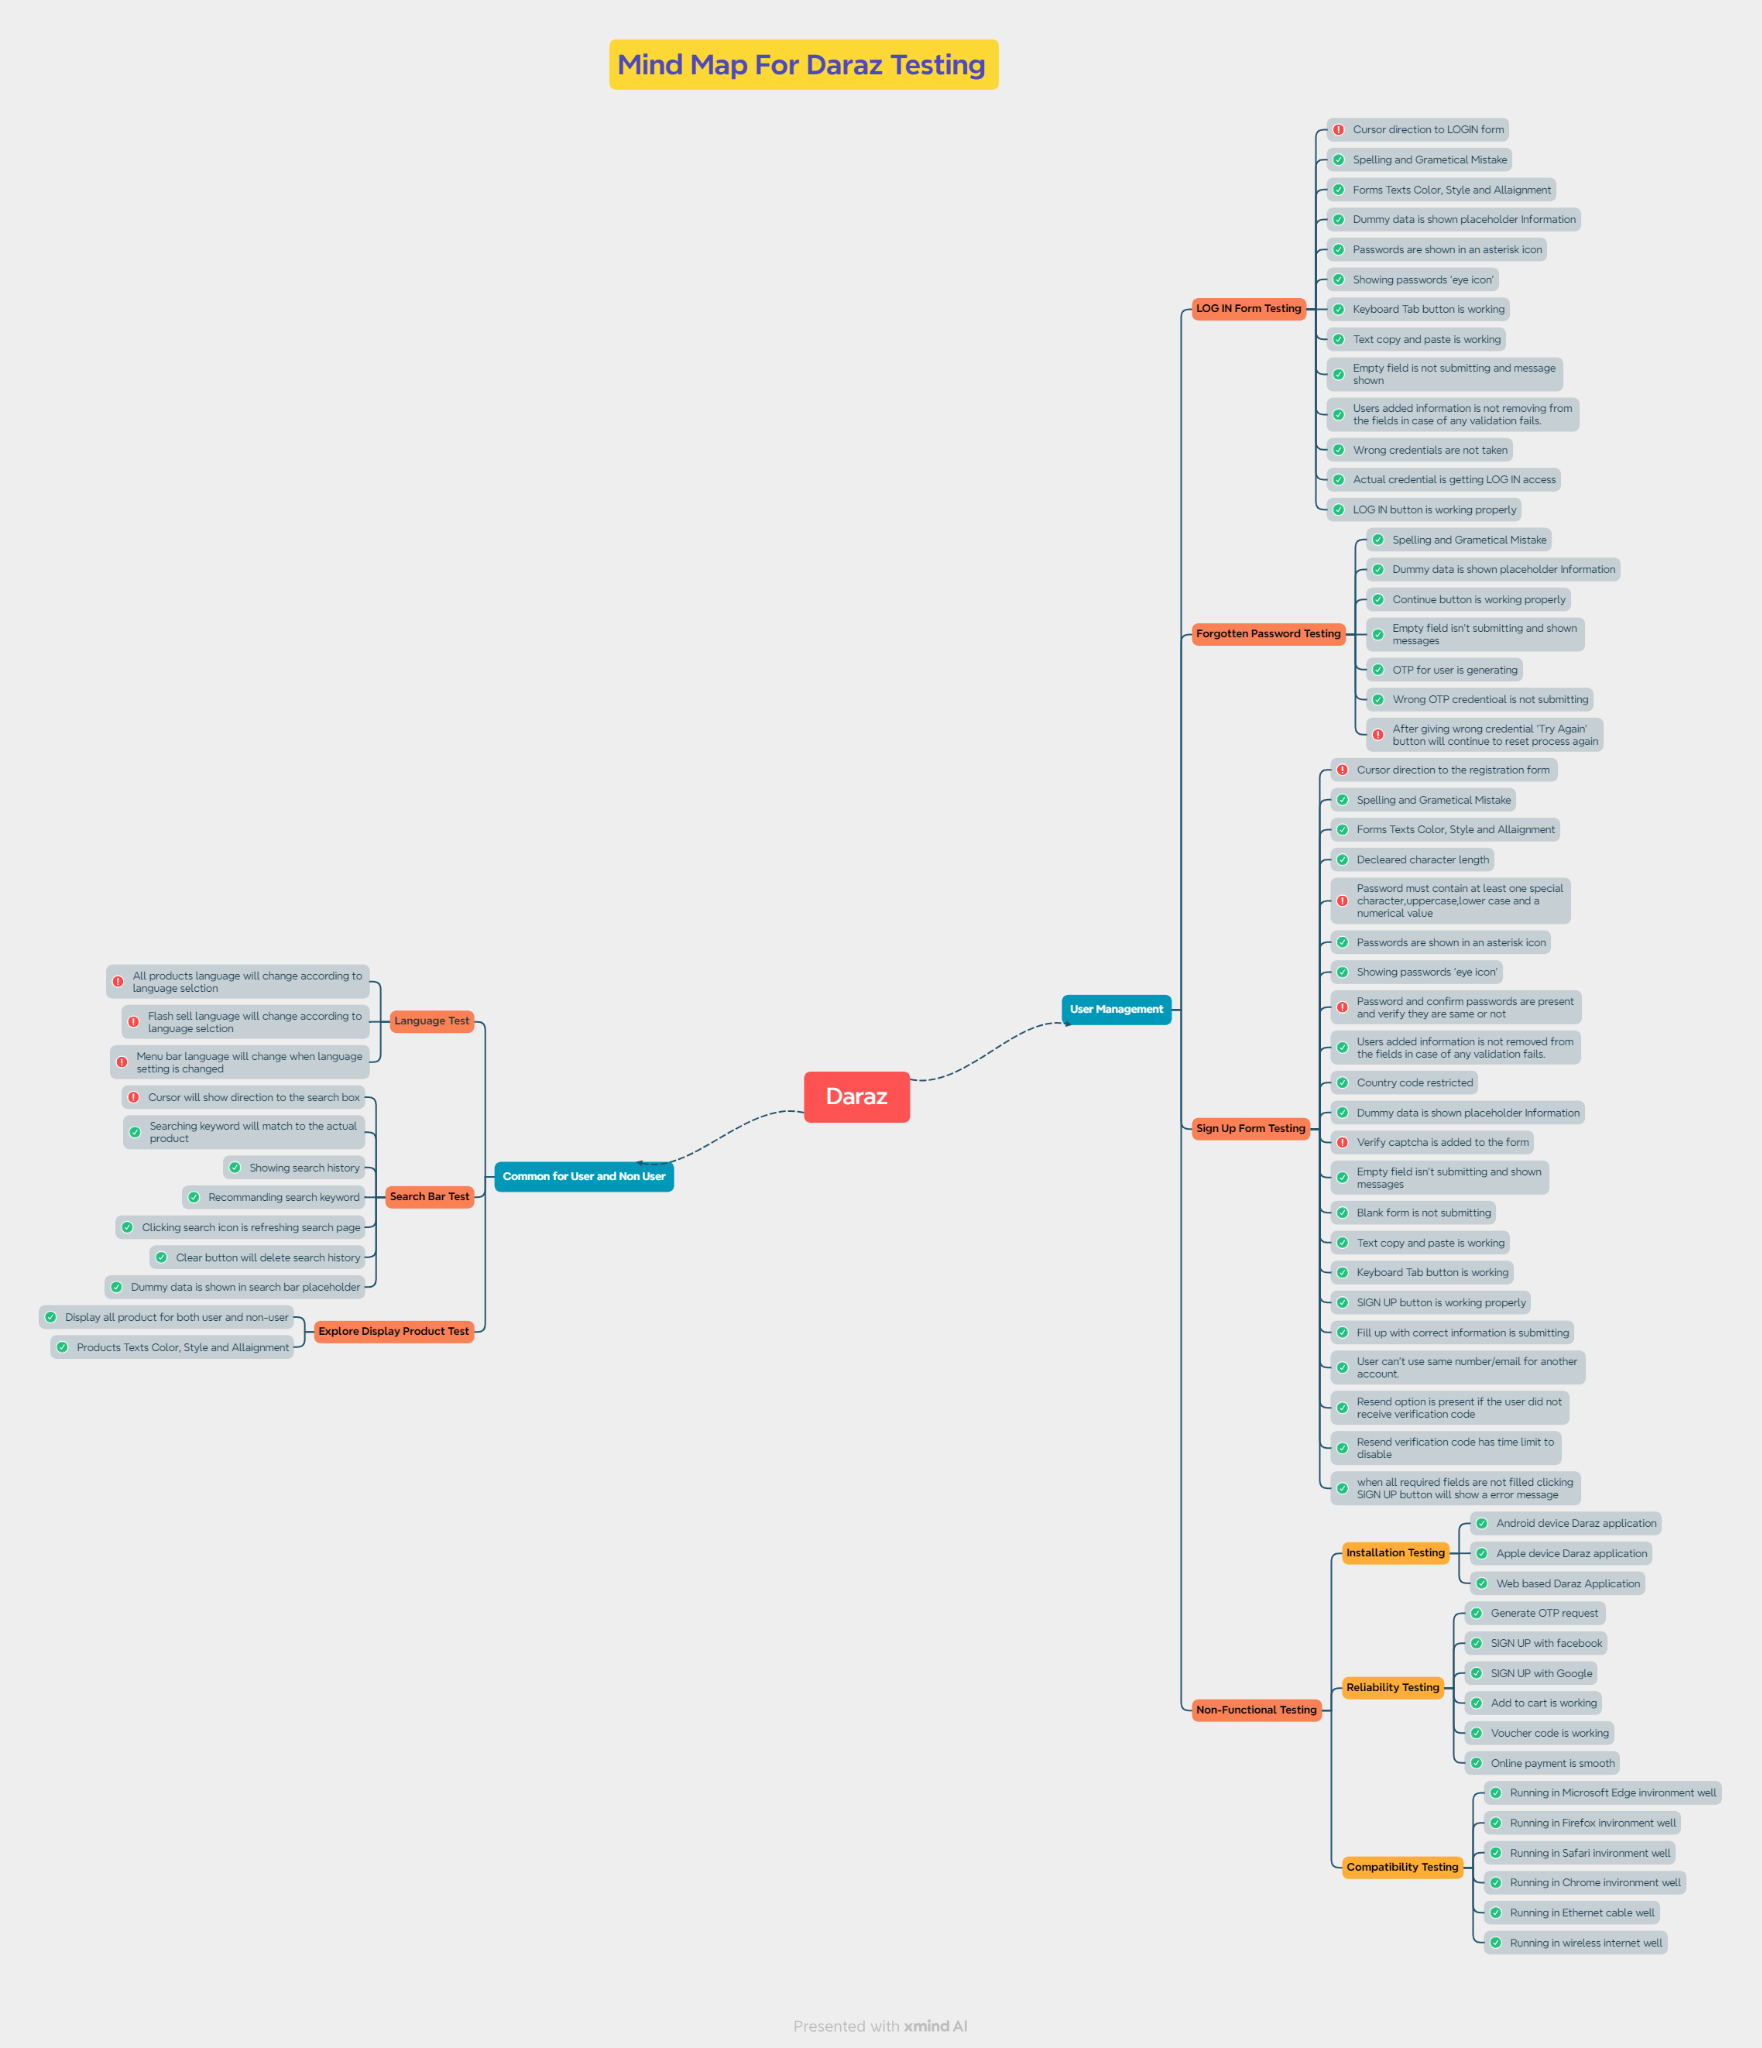 Mind Map For Daraz Testing
Daraz
User Management
LOG IN Form Testing
Cursor direction to LOGIN form
Spelling and Grametical Mistake
Forms Texts Color, Style and Allaignment
Dummy data is shown placeholder Information
Passwords are shown in an asterisk icon
Showing passwords 'eye icon'
Keyboard Tab button is working
Text copy and paste is working
Empty field is not submitting and message
shown
Users added information is not removing from
the fields in case of any validation fails.
Wrong credentials are not taken
Actual credential is getting LOG IN access
LOG IN button is working properly
Forgotten Password Testing
Spelling and Grametical Mistake
Dummy data is shown placeholder Information
Continue button is working properly
Empty field isn't submitting and shown
messages
OTP for user is generating
Wrong OTP credentioal is not submitting
After giving wrong credential 'Try Again'
button will continue to reset process again
Sign Up Form Testing
Cursor direction to the registration form
Spelling and Grametical Mistake
Forms Texts Color, Style and Allaignment
Decleared character length
Password must contain at least one special
character,uppercase,lower case and a
numerical value
Passwords are shown in an asterisk icon
Showing passwords 'eye icon'
Password and confirm passwords are present
and verify they are same or not
Users added information is not removed from
the fields in case of any validation fails.
Country code restricted
Dummy data is shown placeholder Information
Verify captcha is added to the form
Empty field isn't submitting and shown
messages
Blank form is not submitting
Text copy and paste is working
Keyboard Tab button is working
SIGN UP button is working properly
Fill up with correct information is submitting
User can't use same number/email for another
account.
Resend option is present if the user did not
receive verification code
Resend verification code has time limit to
disable
when all required fields are not filled clicking
SIGN UP button will show a error message
Non-Functional Testing
Installation Testing
Android device Daraz application
Apple device Daraz application
Web based Daraz Application
Reliability Testing
Generate OTP request
SIGN UP with facebook
SIGN UP with Google
Add to cart is working
Voucher code is working
Online payment is smooth
Compatibility Testing
Running in Microsoft Edge invironment well
Running in Firefox invironment well
Running in Safari invironment well
Running in Chrome invironment well
Running in Ethernet cable well
Running in wireless internet well
Common for User and Non User
Language Test
All products language will change according to
language selction
Flash sell language will change according to
language selction
Menu bar language will change when language
setting is changed
Search Bar Test
Cursor will show direction to the search box
Searching keyword will match to the actual
product
Showing search history
Recommanding search keyword
Clicking search icon is refreshing search page
Clear button will delete search history
Dummy data is shown in search bar placeholder
Explore Display Product Test
Display all product for both user and non-user
Products Texts Color, Style and Allaignment
Presented with xmind AI